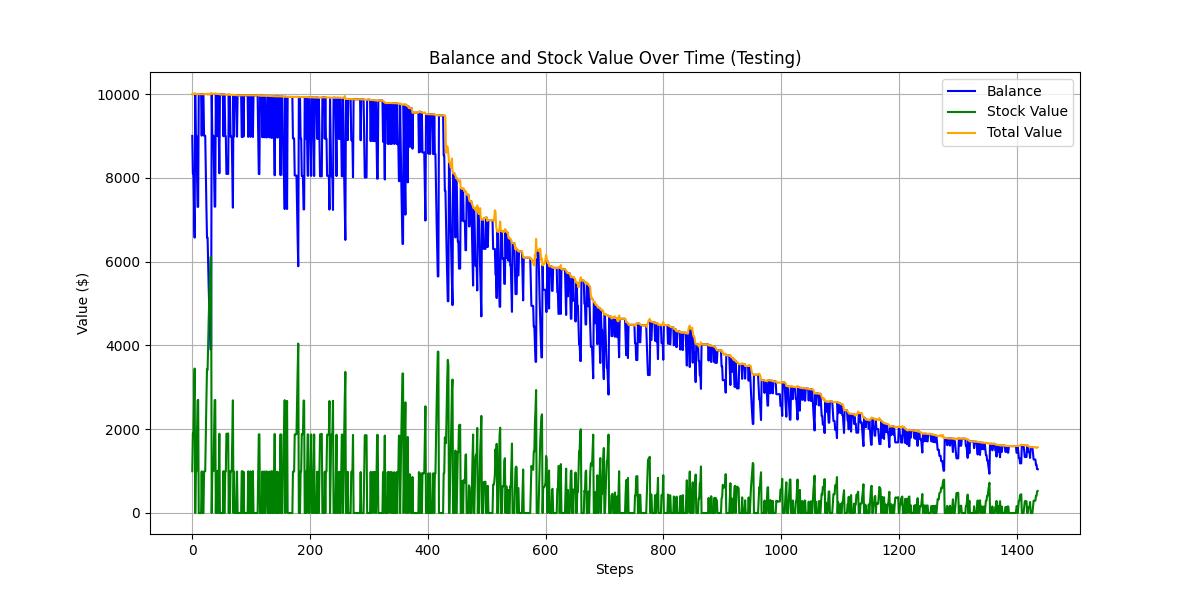 Balance and Stock Value Over Time (Testing)
Balance
Stock Value
Total Value
Value ($)
10000
8000
6000
4000
2000
0
0 200 400 600 800 1000 1200 1400
Steps